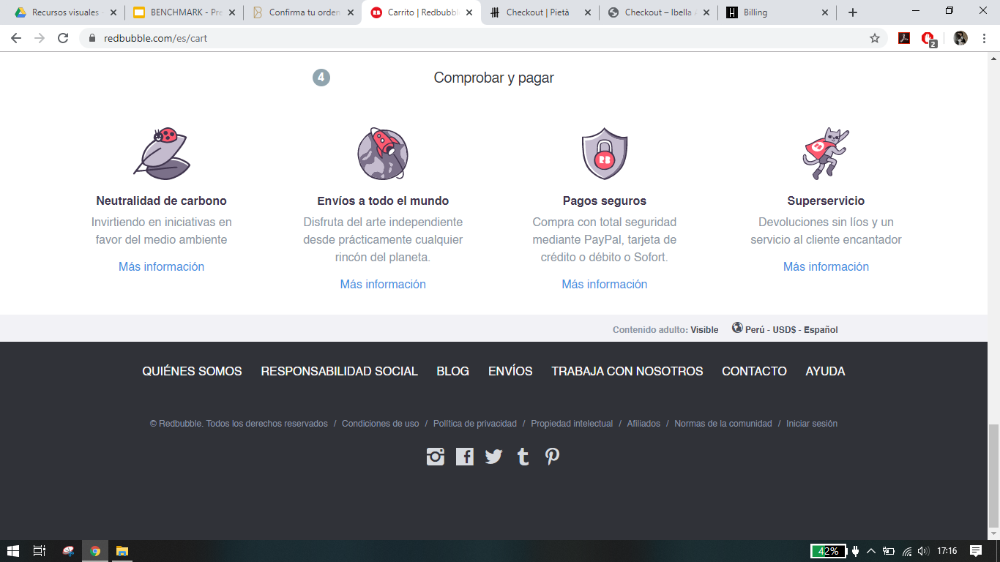 Recursos visuales -
BENCHMARK - Pre
Confirma tu orden
Carrito | Redbubbl
Checkout | Pietà
Checkout – Ibella A
Billing
redbubble.com/es/cart
2
4
Comprobar y pagar
RB
Neutralidad de carbono
Envíos a todo el mundo
Pagos seguros
Superservicio
Invirtiendo en iniciativas en
favor del medio ambiente
Más información
Disfruta del arte independiente
desde prácticamente cualquier
rincón del planeta.
Más información
Compra con total seguridad
mediante PayPal, tarjeta de
crédito o débito o Sofort.
Más información
Devoluciones sin líos y un
servicio al cliente encantador
Más información
Contenido adulto: Visible
Perú - USD$ - Español
QUIÉNES SOMOS RESPONSABILIDAD SOCIAL BLOG ENVÍOS TRABAJA CON NOSOTROS CONTACTO AYUDA
© Redbubble. Todos los derechos reservados / Condiciones de uso / Política de privacidad / Propiedad intelectual / Afiliados / Normas de la comunidad / Iniciar sesión
42%
17:16